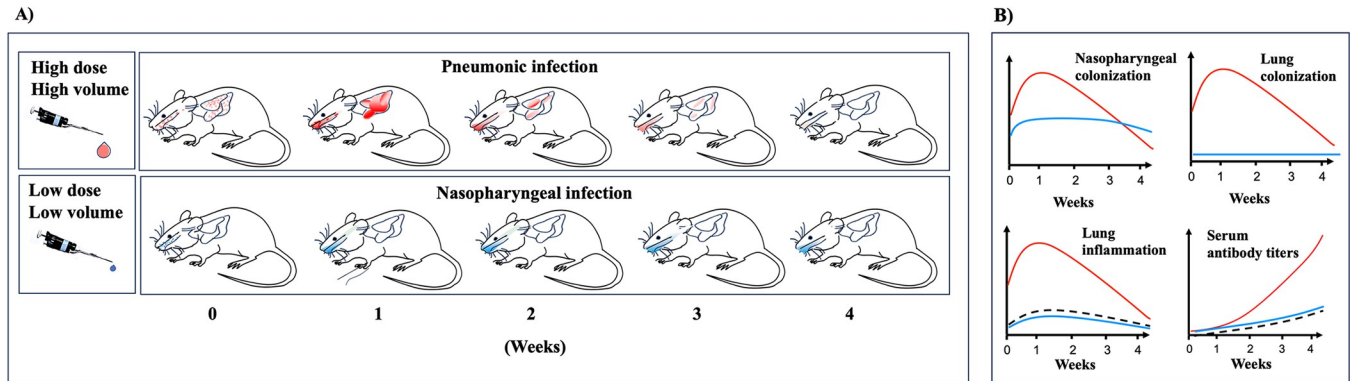 A)
High dose
High volume
Pneumonic infection
Low dose
Low volume
Nasopharyngeal infection
0 1 2 3 4
(Weeks)
B)
Nasopharyngeal
colonization
0 1 2 3 4
Weeks
Lung
colonization
0 1 2 3 4
Weeks
Lung
inflammation
0 1 2 3 4
Weeks
Serum
antibody titers
0 1 2 3 4
Weeks